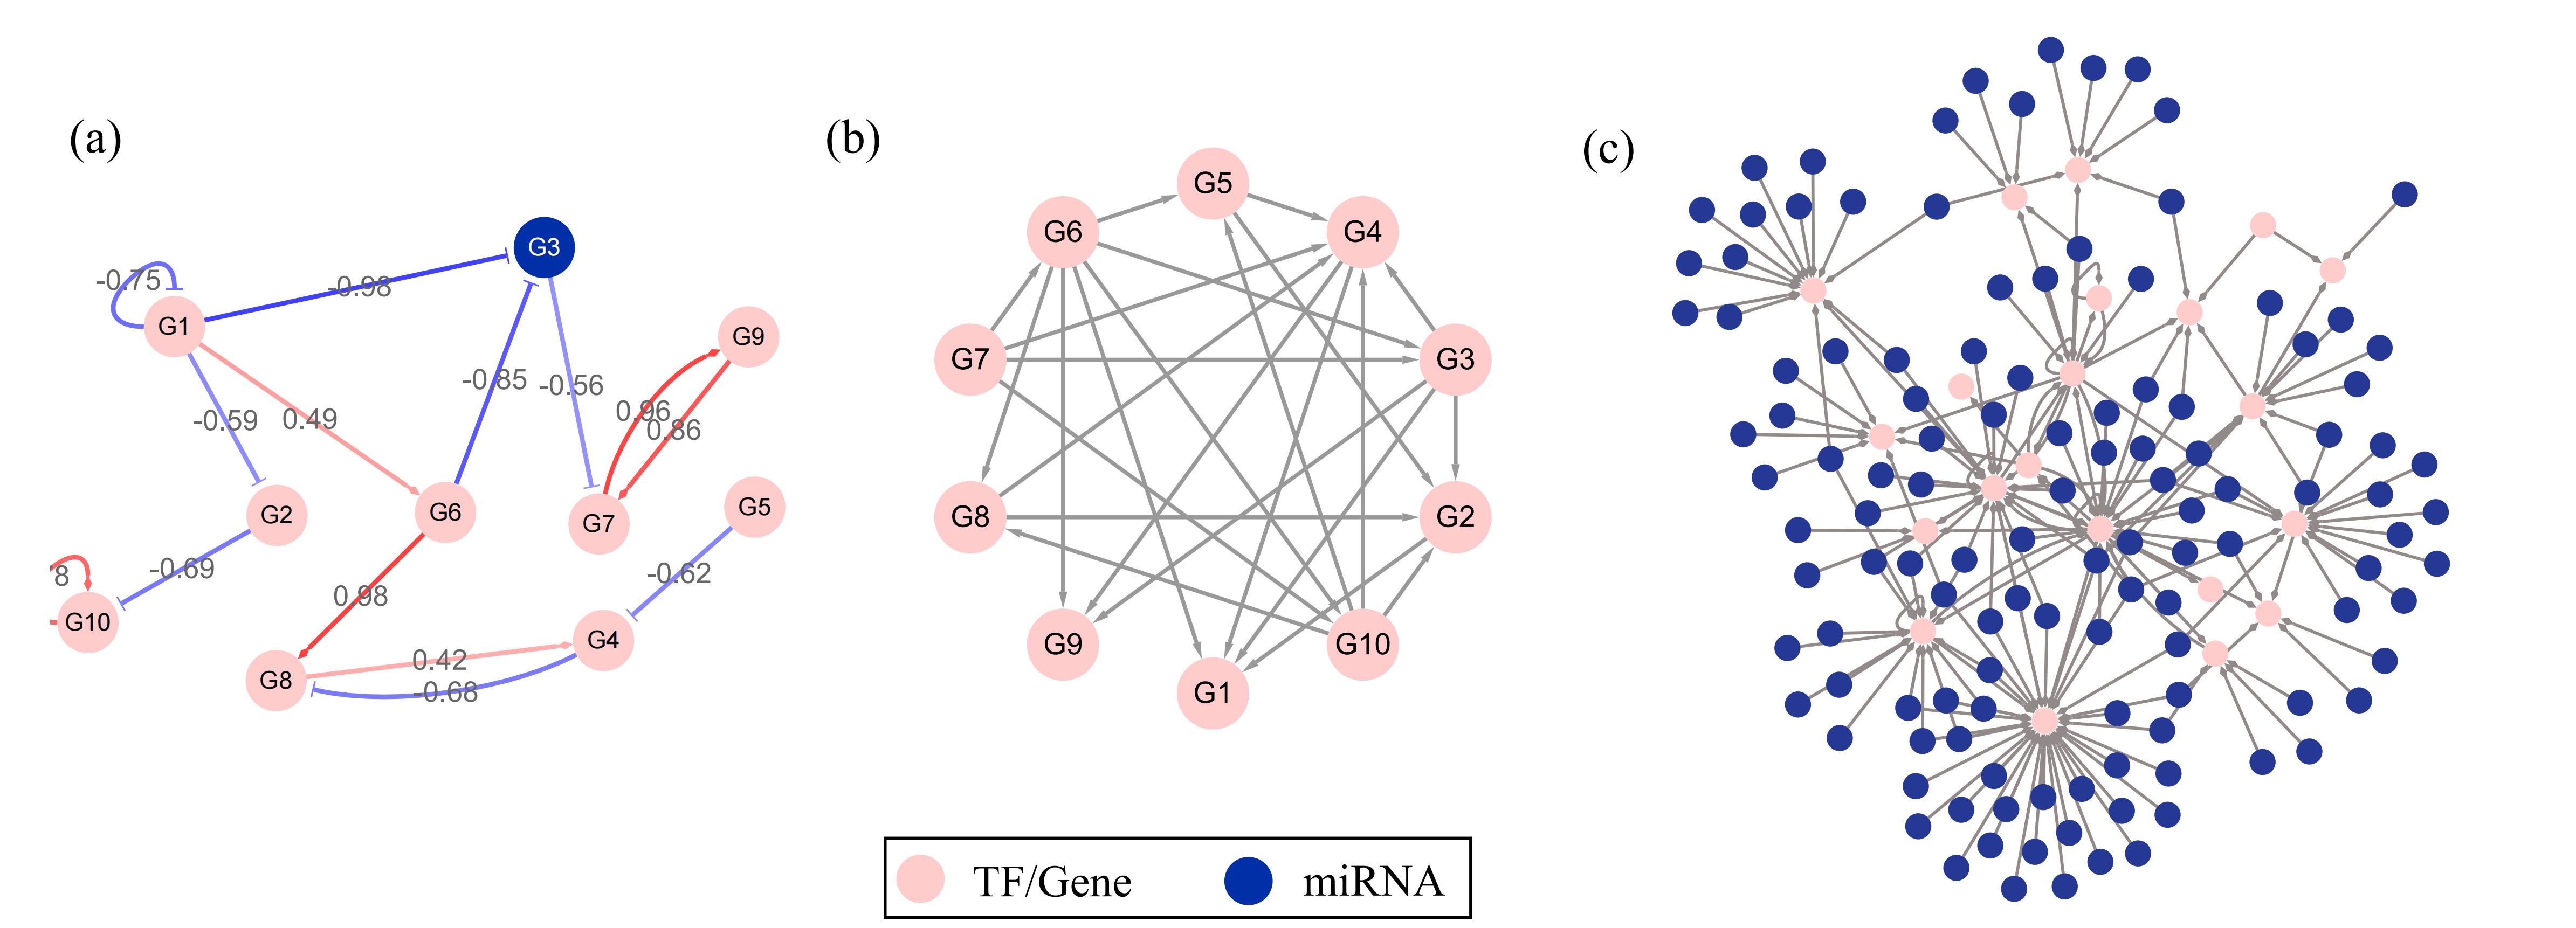 (a)
G3
-0.75
-0.98
G1
G9
-0.85
-0.56
-0.59
0.49
0.96
0.86
G2
G6
G7
G5
8
-0.69
-0.62
0.98
G10
G4
G8
0.42
-0.68
(b)
G5
G6
G4
G7
G3
G8
G2
G9
G10
G1
(c)
TF/Gene
miRNA